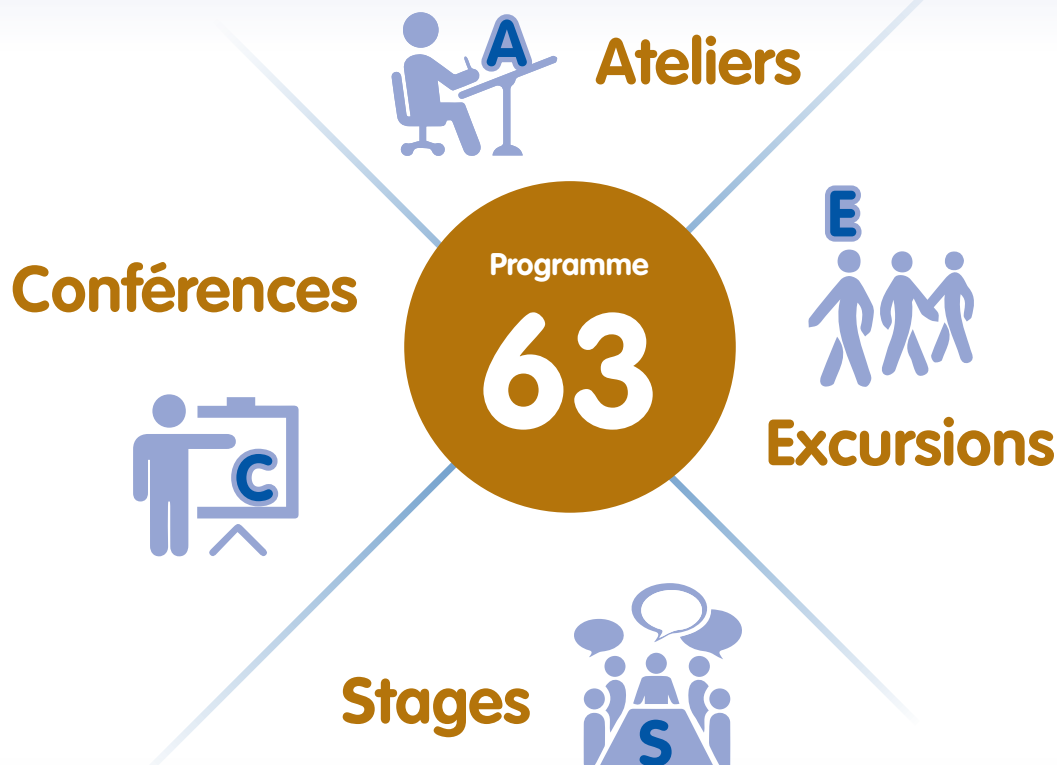 A
Ateliers
E
Conférences
Programme
63
Excursions
C
Stages
S